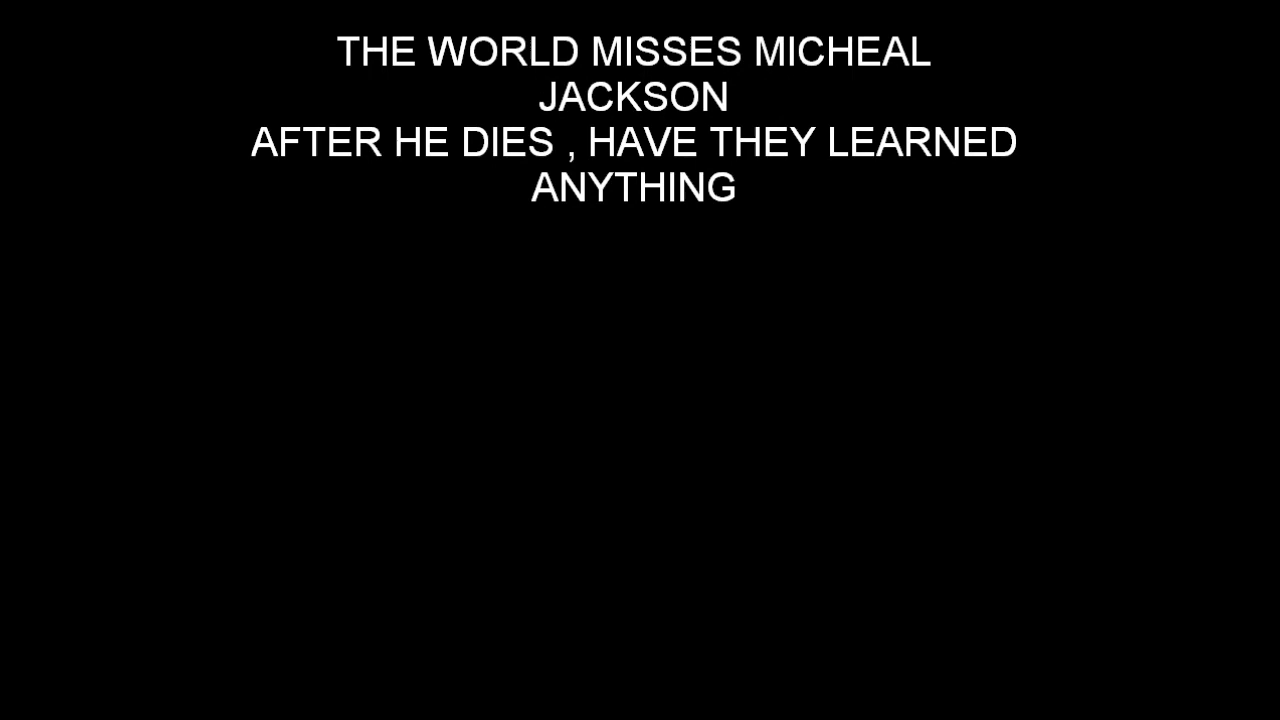 THE WORLD MISSES MICHEAL
JACKSON
AFTER HE DIES , HAVE THEY LEARNED
ANYTHING